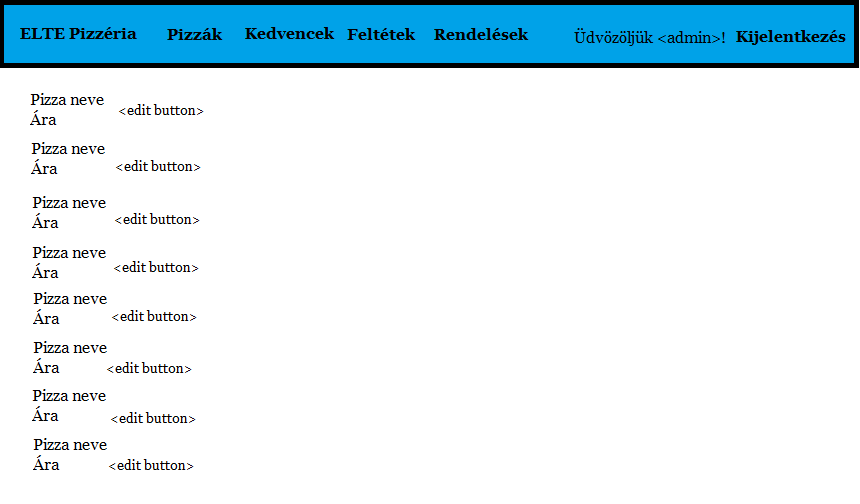 ELTE Pizzéria Pizzák Kedvencek Feltétek Rendelések Üdvözöljük <admin>! Kijelentkezés
Pizza neve
Ára <edit button>
Pizza neve
Ára <edit button>
Pizza neve
Ára <edit button>
Pizza neve
Ára <edit button>
Pizza neve
Ára <edit button>
Pizza neve
Ára <edit button>
Pizza neve
Ára <edit button>
Pizza neve
Ára <edit button>